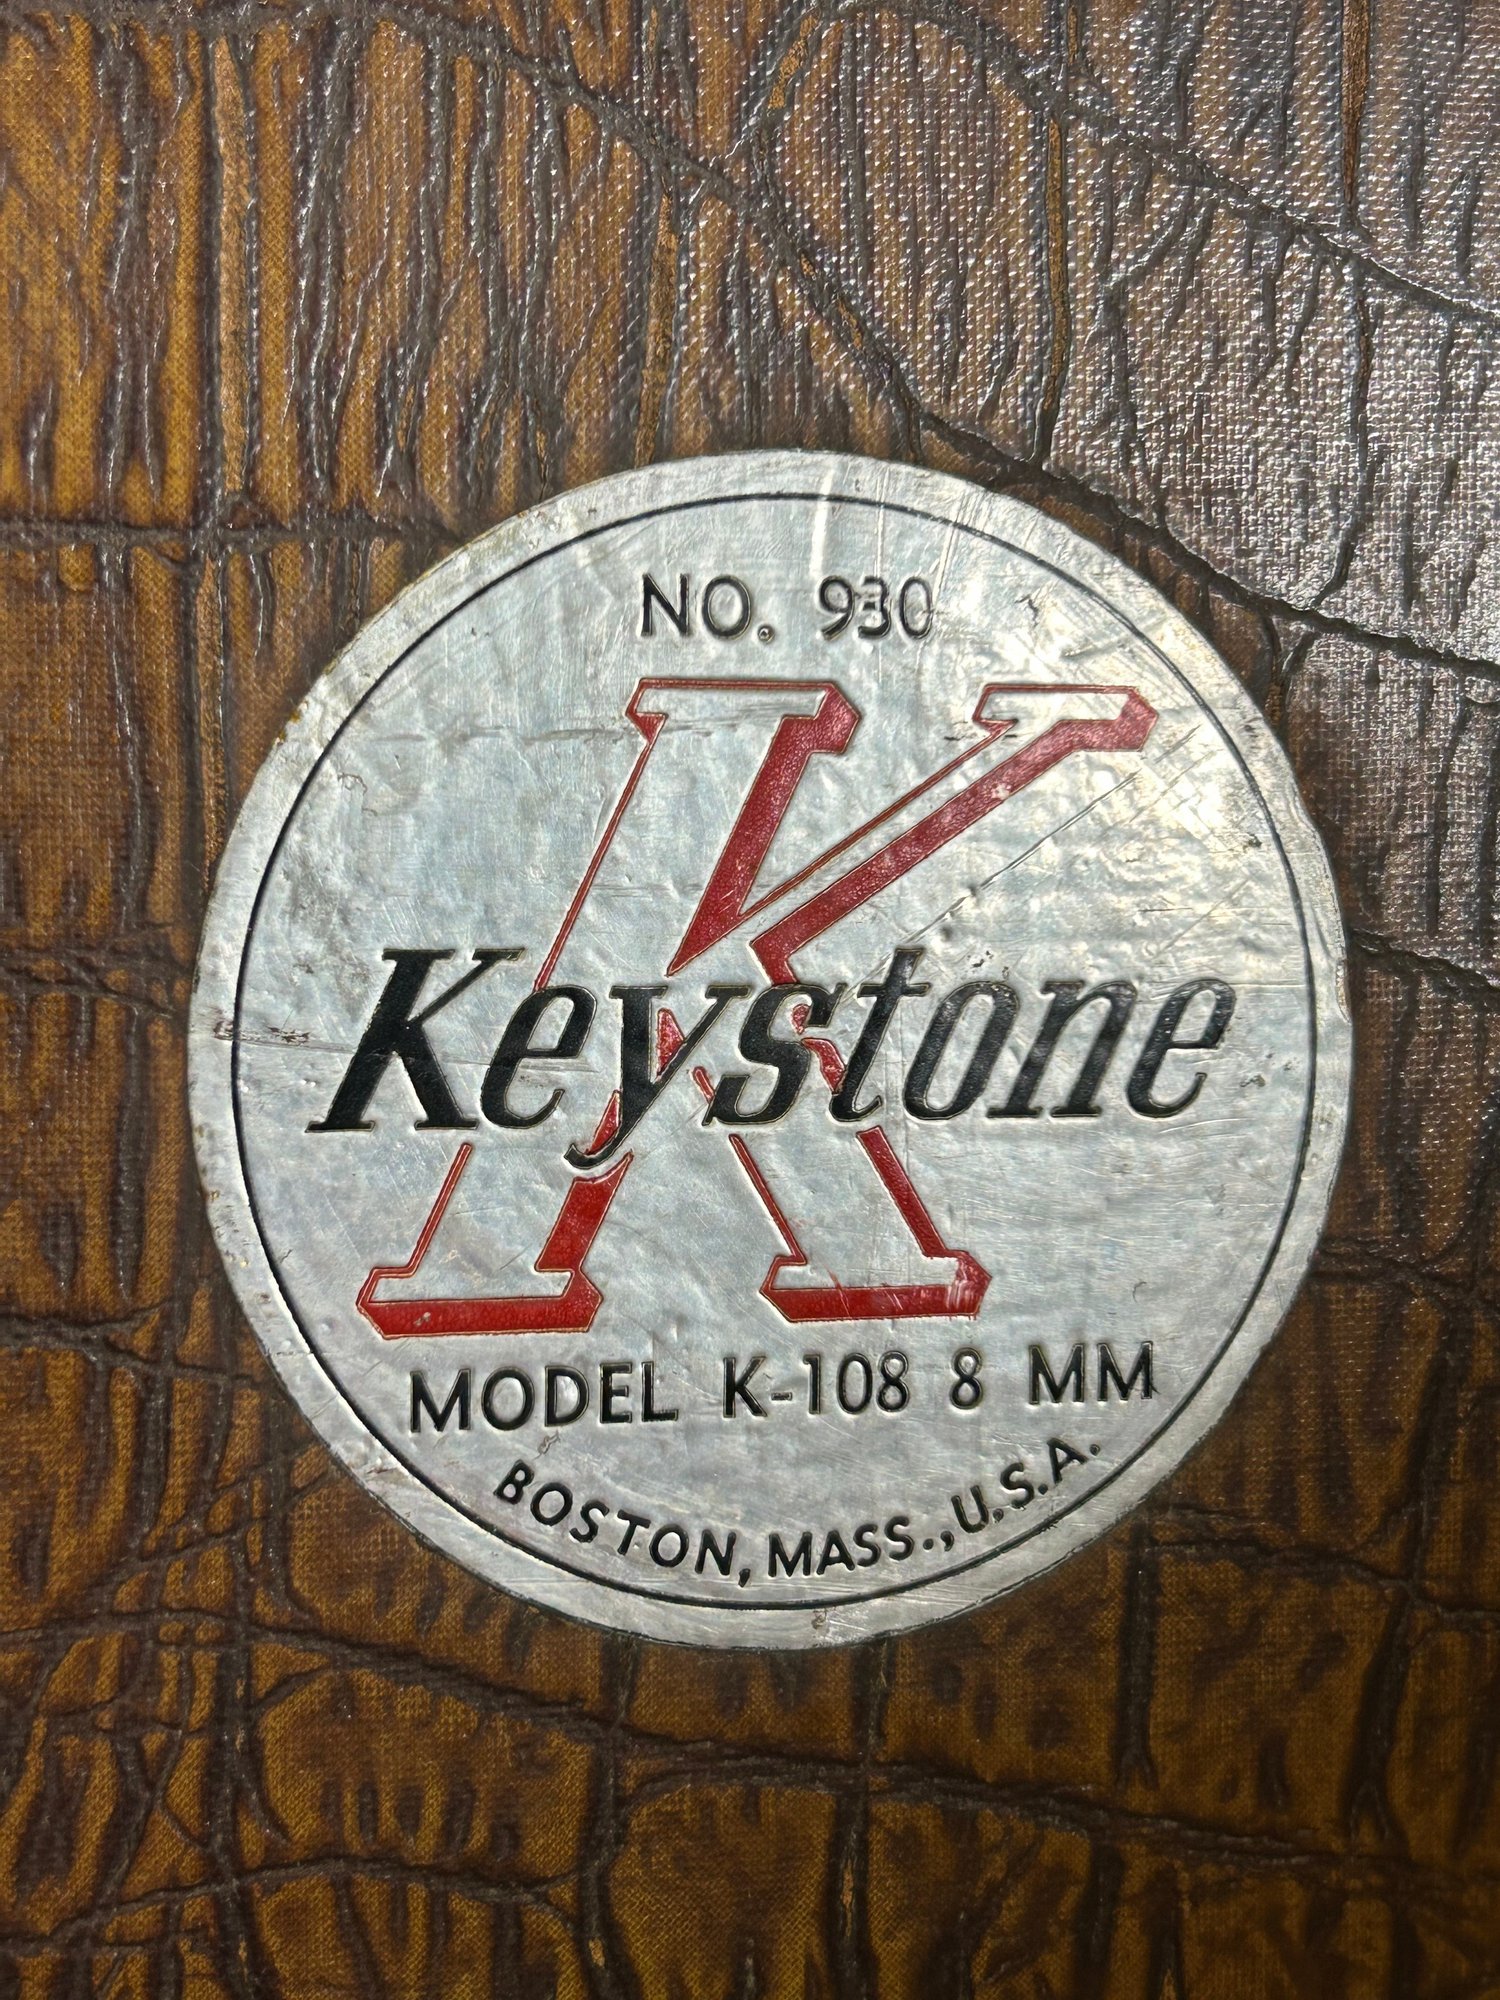 NO. 930
K
Keystone
MODEL K-108 8 MM
BOSTON, MASS., U.S.A.